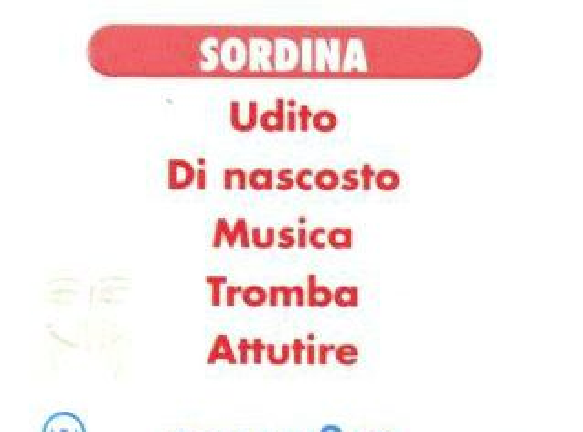 SORDINA
Udito
Di nascosto
Musica
Tromba
Attutire